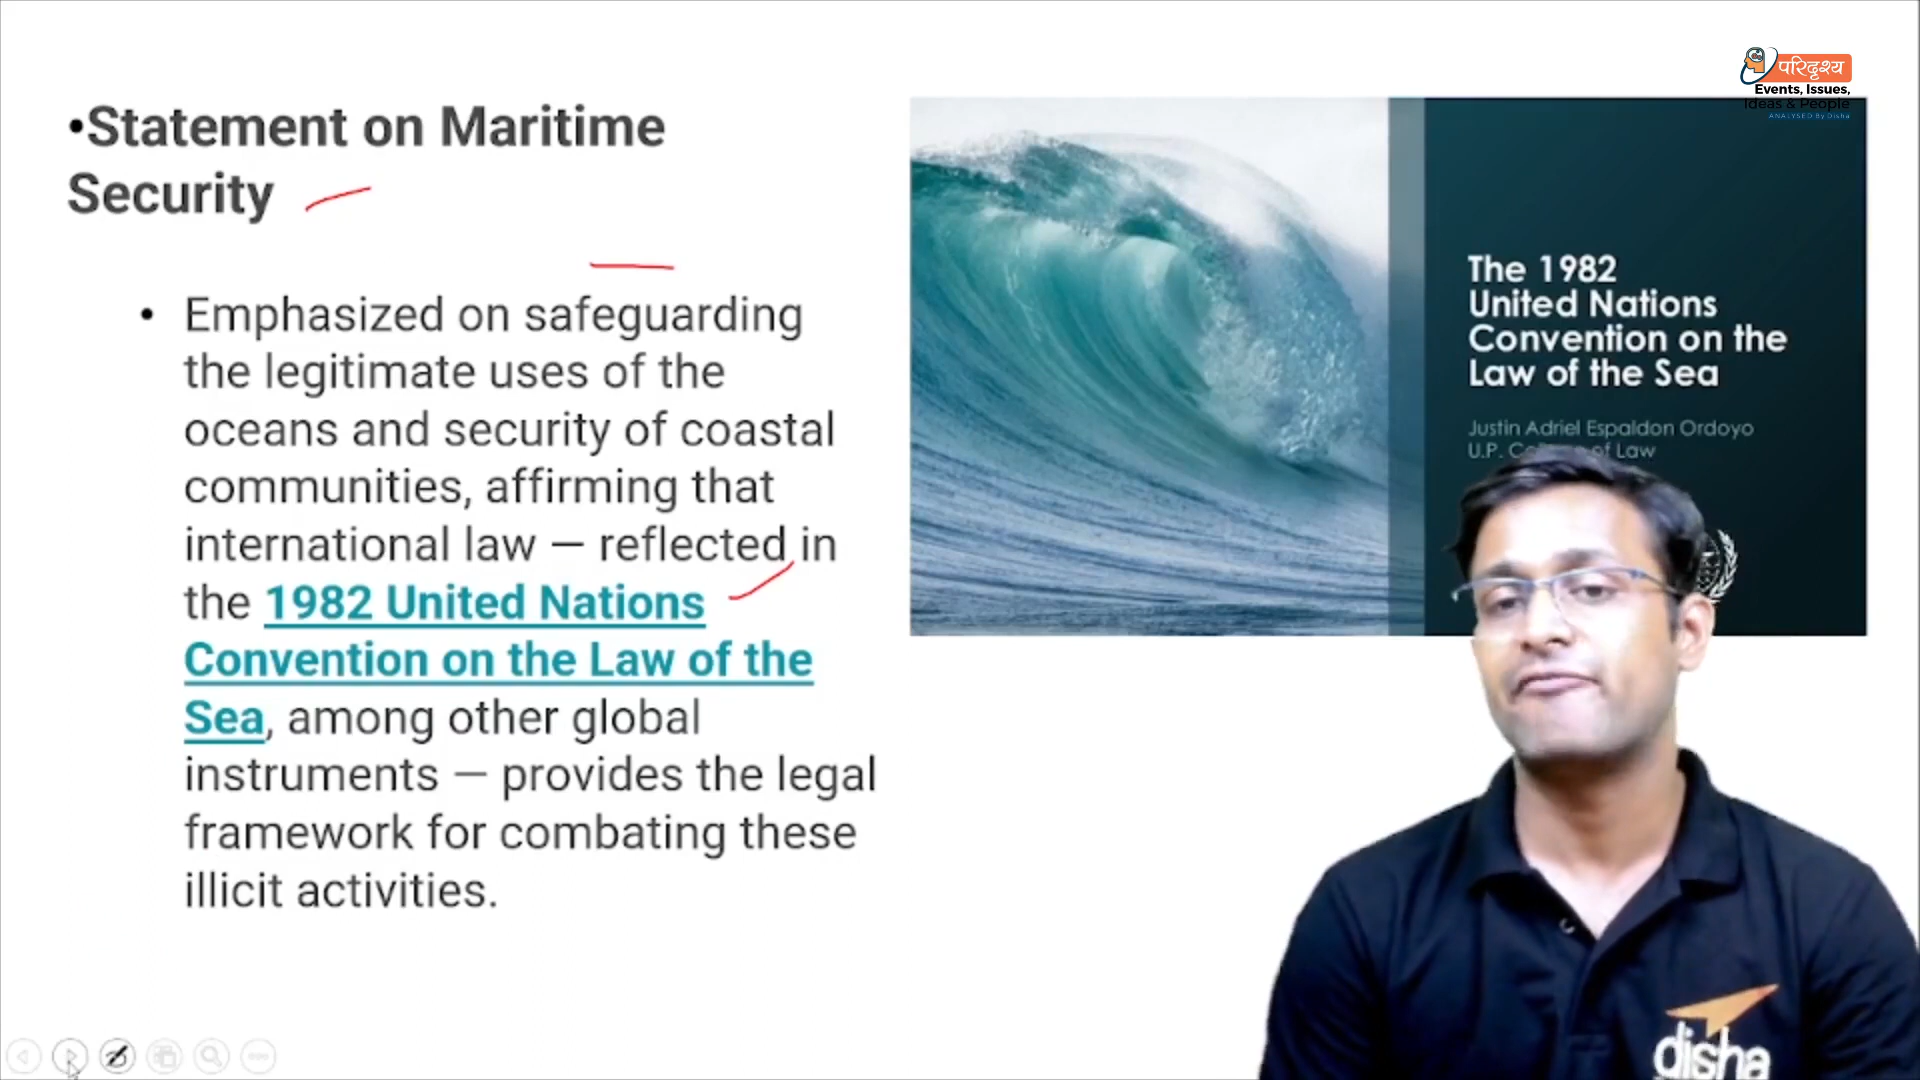 •Statement on Maritime
Security
• Emphasized on safeguarding
the legitimate uses of the
oceans and security of coastal
communities, affirming that
international law — reflected in
the 1982 United Nations
Convention on the Law of the
Sea, among other global
instruments — provides the legal
framework for combating these
illicit activities.
परिदृश्य
Events, Issues,
Ideas & People
ANALYSED By Disha
The 1982
United Nations
Convention on the
Law of the Sea
Justin Adriel Espaldon Ordoyo
U.P. of Law
disha